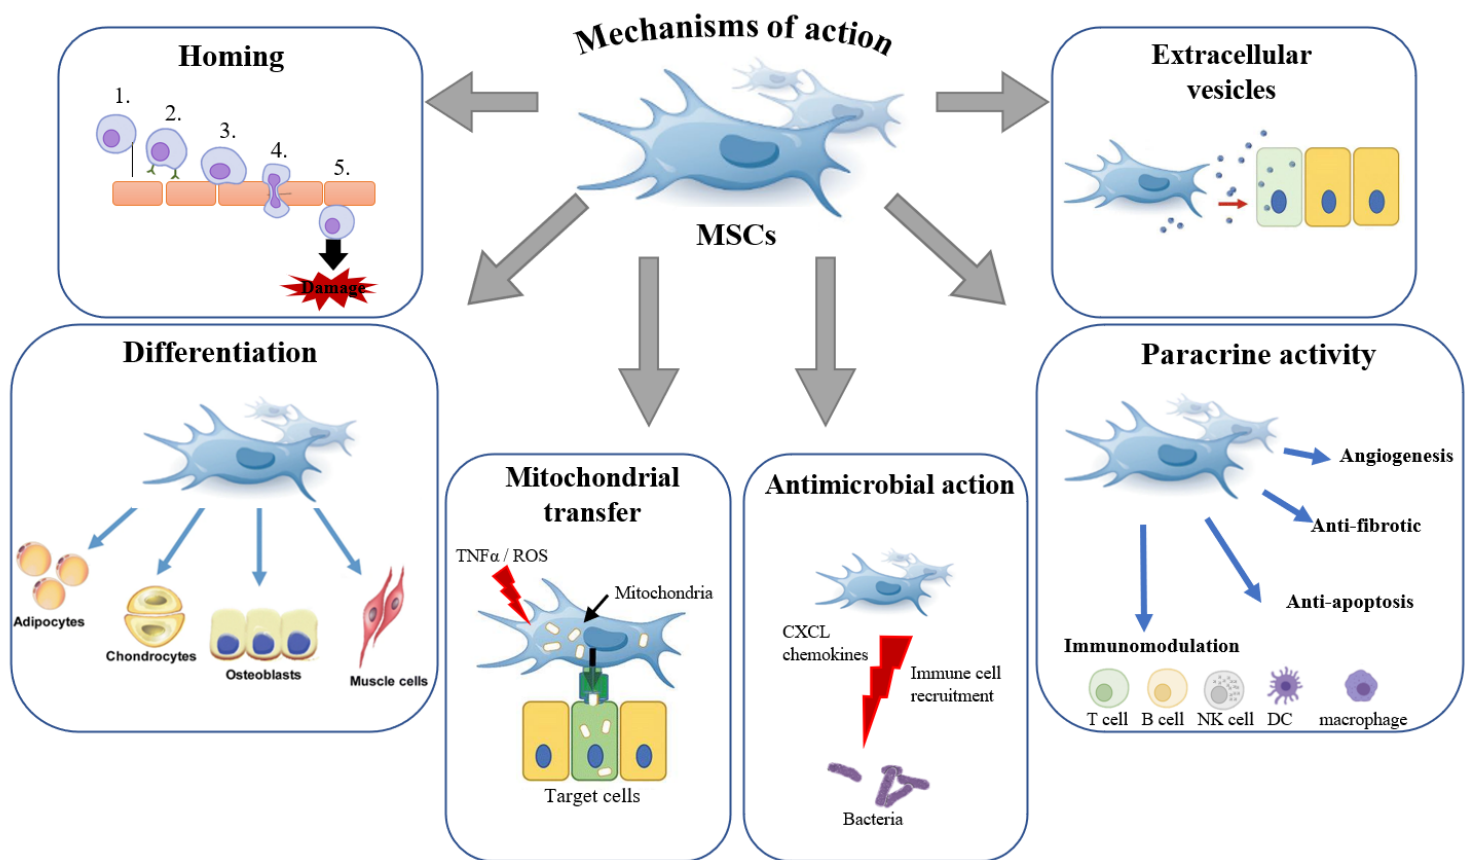 Mechanisms of action
MSCs
Homing
1.
2.
3.
4.
5.
Damage
Extracellular
vesicles
Differentiation
Adipocytes
Chondrocytes
Osteoblasts
Muscle cells
Mitochondrial
transfer
TNFα / ROS
Mitochondria
Target cells
Antimicrobial action
CXCL
chemokines
Immune cell
recruitment
Bacteria
Paracrine activity
Angiogenesis
Anti-fibrotic
Anti-apoptosis
Immunomodulation
T cell
B cell
NK cell
DC
macrophage